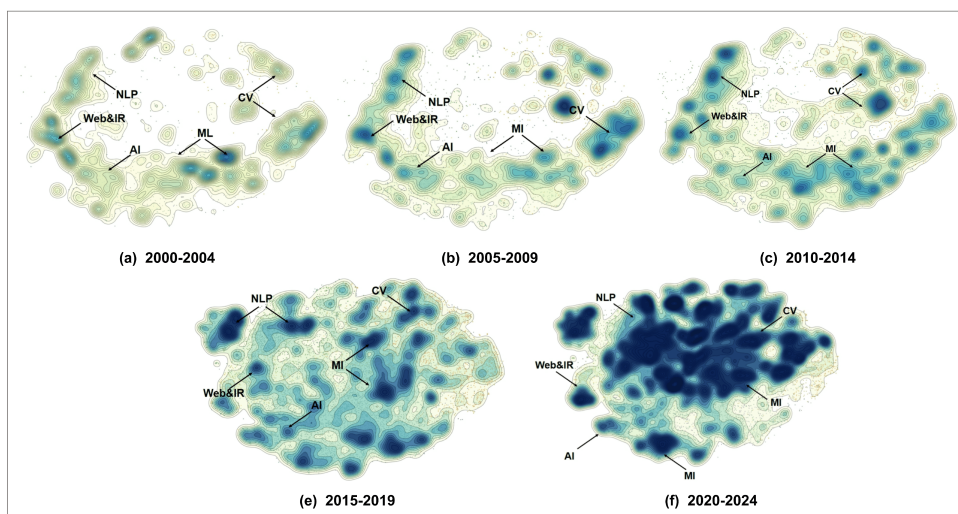 NLP
CV
Web&IR
ML
AI
(a) 2000-2004
NLP
CV
Web&IR
MI
AI
(b) 2005-2009
NLP
CV
Web&IR
AI
MI
(c) 2010-2014
NLP
CV
MI
Web&IR
AI
(e) 2015-2019
NLP
CV
Web&IR
MI
AI
MI
(f) 2020-2024